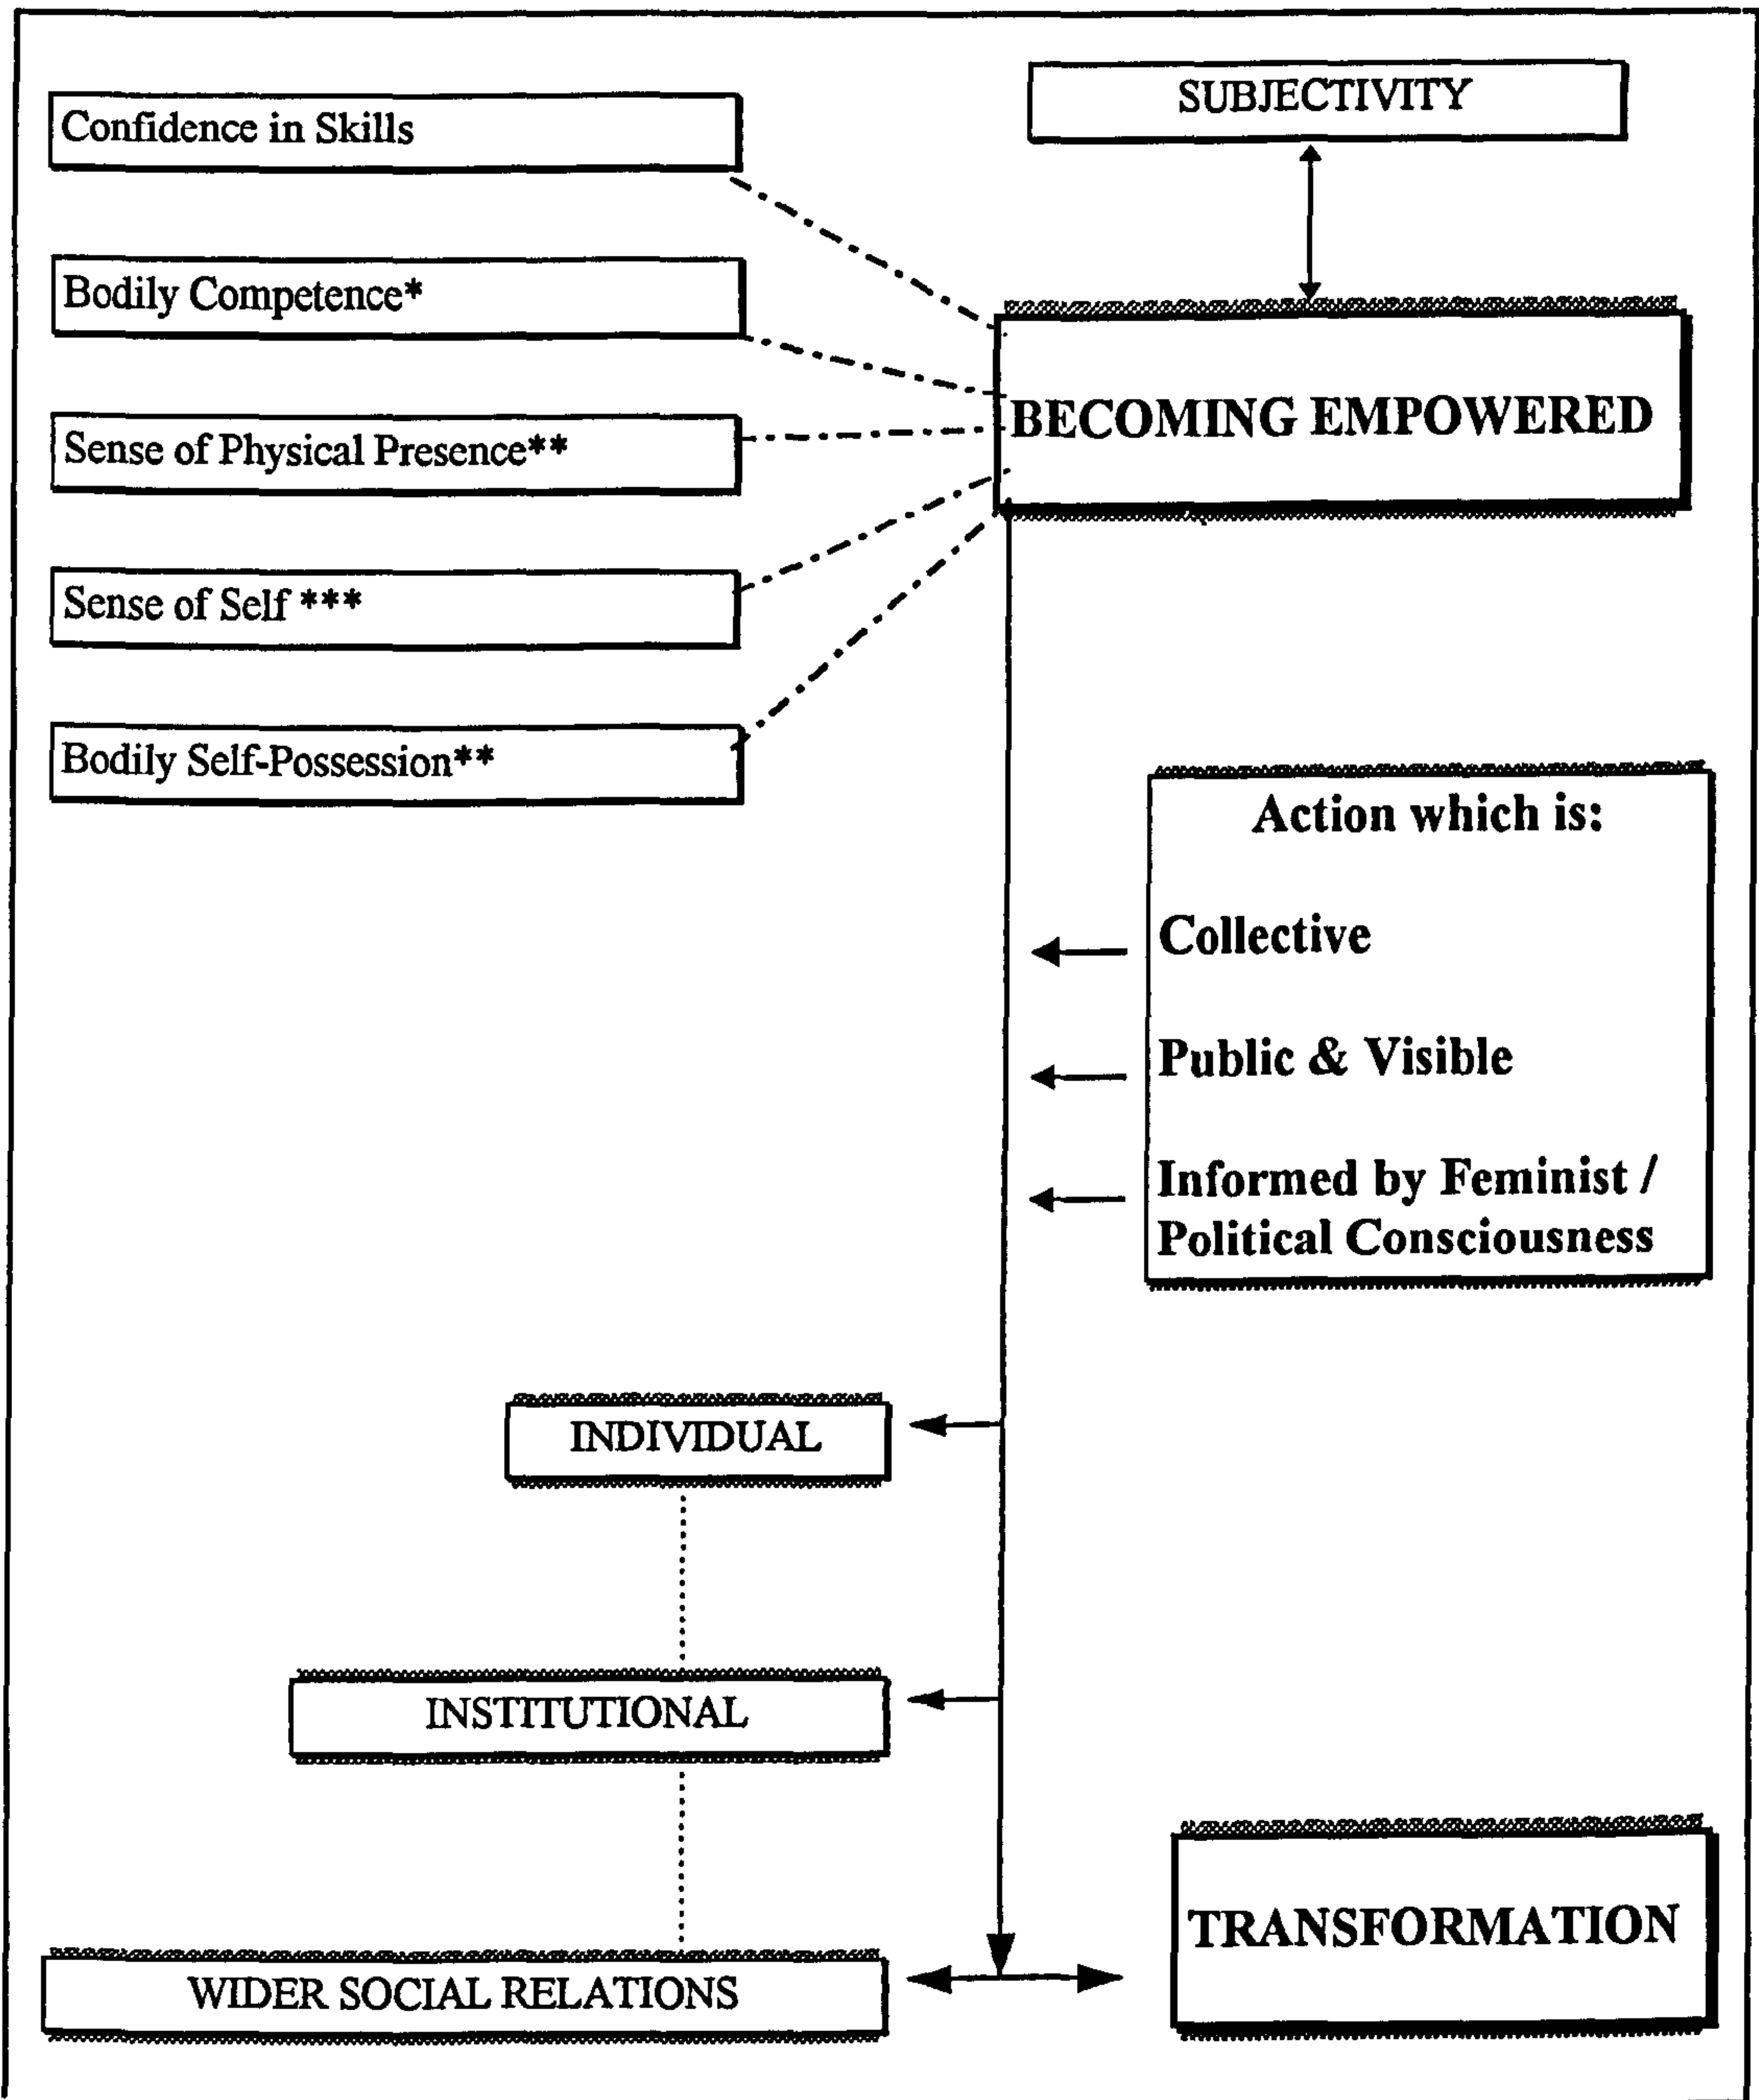 SUBJECTIVITY
Confidence in Skills
Bodily Competence*
Sense of Physical Presence**
Sense of Self ***
Bodily Self-Possession**
BECOMING EMPOWERED
Action which is:
Collective
Public & Visible
Informed by Feminist /
Political Consciousness
INDIVIDUAL
INSTITUTIONAL
WIDER SOCIAL RELATIONS
TRANSFORMATION